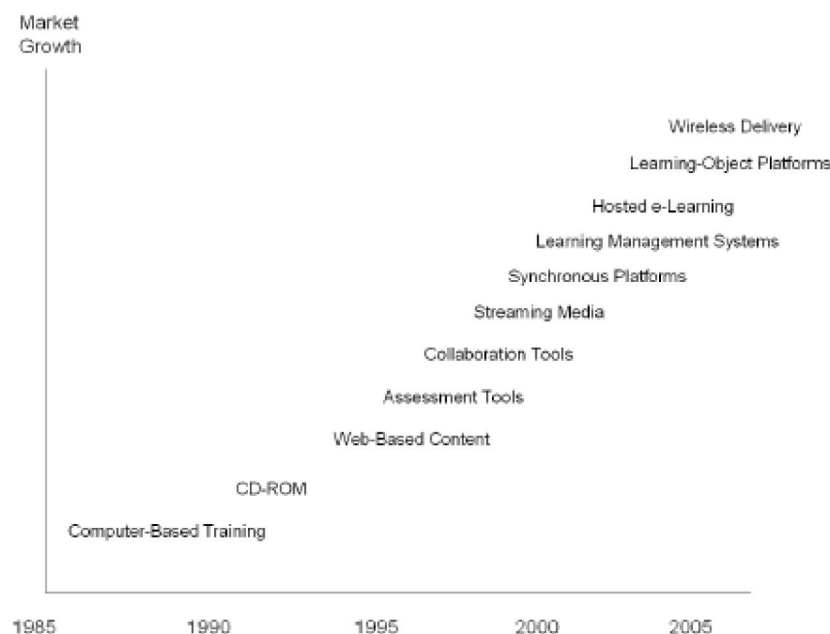 Market
Growth
Wireless Delivery
Learning-Object Platforms
Hosted e-Learning
Learning Management Systems
Synchronous Platforms
Streaming Media
Collaboration Tools
Assessment Tools
Web-Based Content
CD-ROM
Computer-Based Training
1985 1990 1995 2000 2005